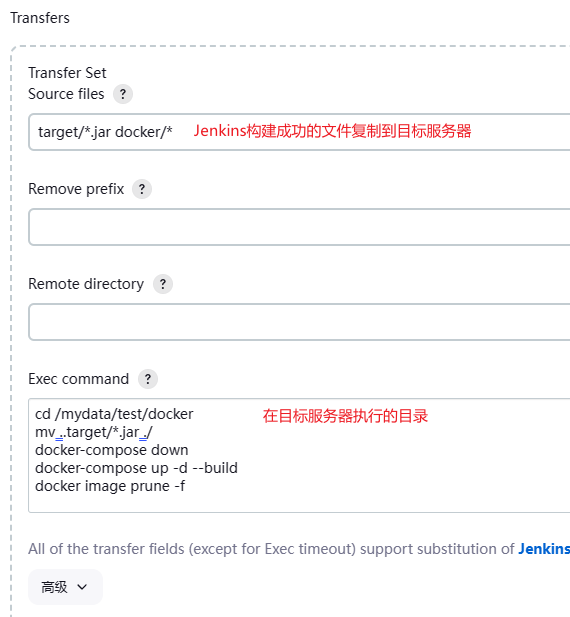 Transfers
Transfer Set
Source files ?
target/*.jar docker/* Jenkins构建成功的文件复制到目标服务器
Remove prefix ?
Remote directory ?
Exec command ?
cd /mydata/test/docker 在目标服务器执行的目录
mv ..target/*.jar ./
docker-compose down
docker-compose up -d --build
docker image prune -f
All of the transfer fields (except for Exec timeout) support substitution of Jenkins
高级